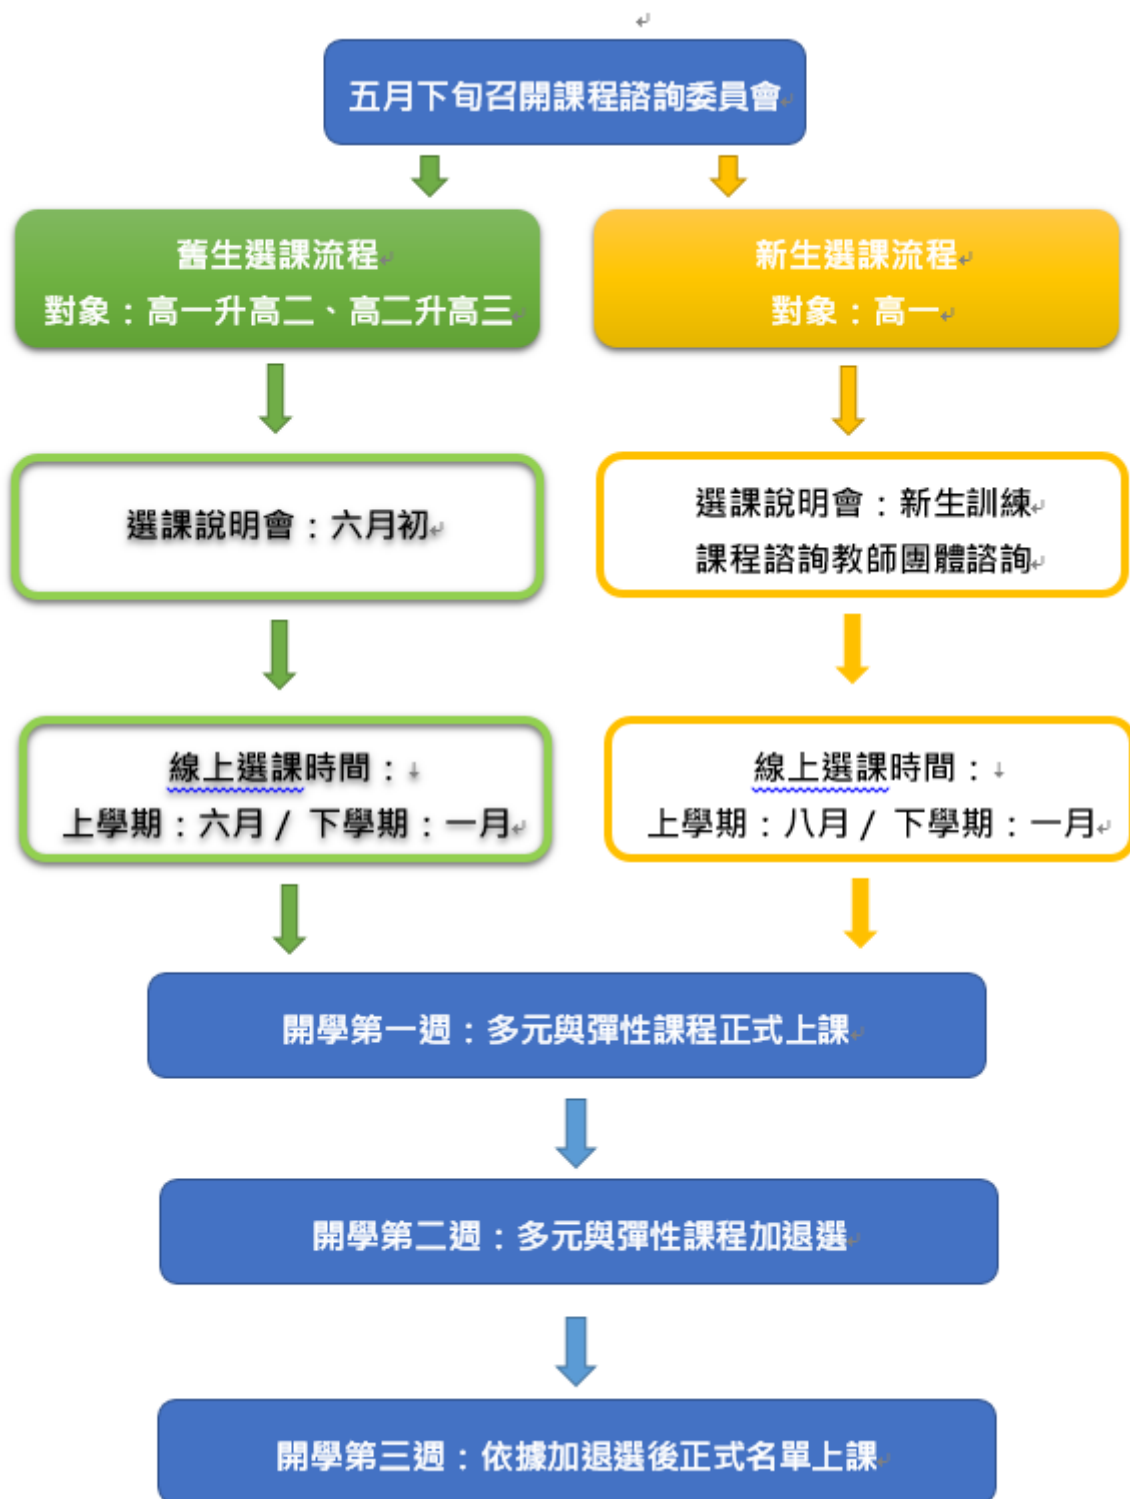 五月下旬召開課程諮詢委員會
舊生選課流程
對象：高一升高二、高二升高三
新生選課流程
對象：高一
選課說明會：六月初
選課說明會：新生訓練
課程諮詢教師團體諮詢
線上選課時間：
上學期：六月 / 下學期：一月
線上選課時間：
上學期：八月 / 下學期：一月
開學第一週：多元與彈性課程正式上課
開學第二週：多元與彈性課程加退選
開學第三週：依據加退選後正式名單上課